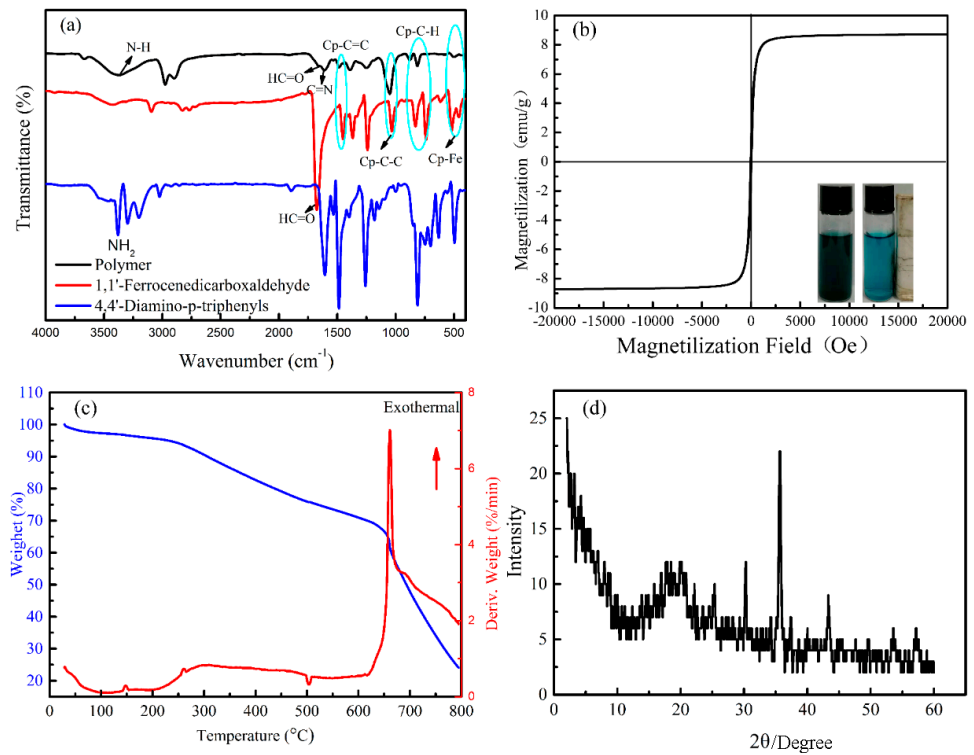 (a)
N-H
Cp-C=C
Cp-C-H
HC=O
C=N
Cp-C-C
Cp-Fe
HC=O
NH2
Polymer
1,1'-Ferrocenedicarboxaldehyde
4,4'-Diamino-p-triphenyls
Transmittance (%)
4000 3500 3000 2500 2000 1500 1000 500
Wavenumber (cm-1)
(b)
Magnetilization (emu/g)
10
8
6
4
2
0
-2
-4
-6
-8
-10
-20000 -15000 -10000 -5000 0 5000 10000 15000 20000
Magnetilization Field (Oe)
(c)
Exothermal
Weighet (%)
100
90
80
70
60
50
40
30
20
Deriv. Weight (%/min)
8
6
4
2
0
0 100 200 300 400 500 600 700 800
Temperature (°C)
(d)
Intensity
25
20
15
10
5
0
0 10 20 30 40 50 60
2θ/Degree